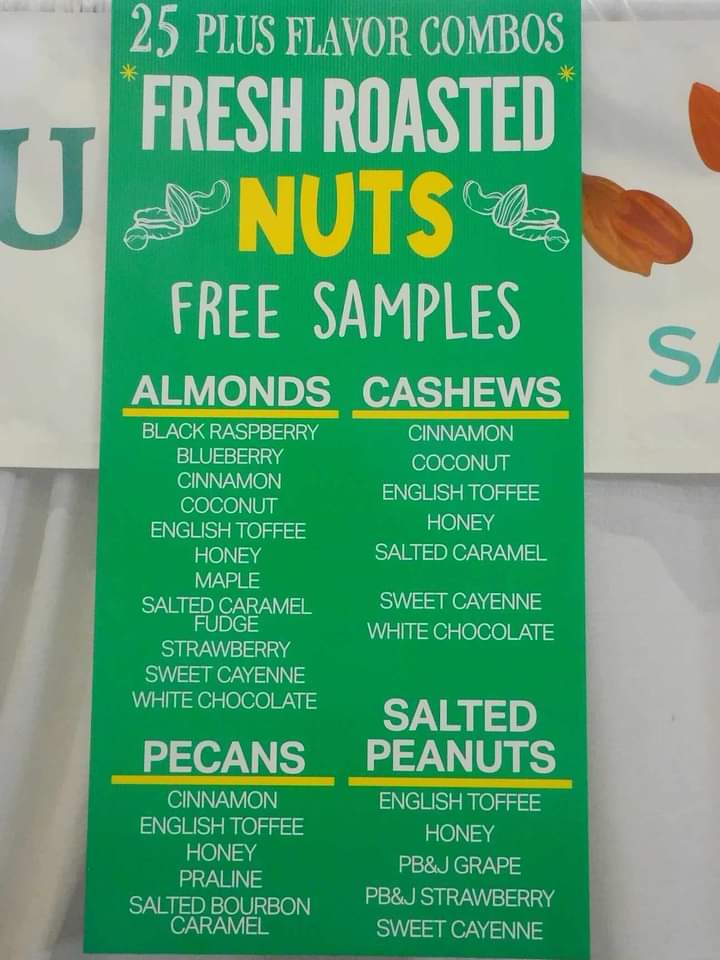 25 PLUS FLAVOR COMBOS
FRESH ROASTED
NUTS
FREE SAMPLES
ALMONDS
BLACK RASPBERRY
BLUEBERRY
CINNAMON
COCONUT
ENGLISH TOFFEE
HONEY
MAPLE
SALTED CARAMEL
FUDGE
STRAWBERRY
SWEET CAYENNE
WHITE CHOCOLATE
CASHEWS
CINNAMON
COCONUT
ENGLISH TOFFEE
HONEY
SALTED CARAMEL
SWEET CAYENNE
WHITE CHOCOLATE
PECANS
CINNAMON
ENGLISH TOFFEE
HONEY
PRALINE
SALTED BOURBON
CARAMEL
SALTED
PEANUTS
ENGLISH TOFFEE
HONEY
PB&J GRAPE
PB&J STRAWBERRY
SWEET CAYENNE